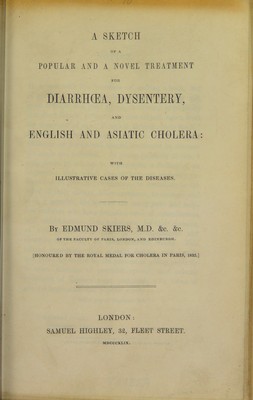 A SKETCH
OF A
POPULAR AND A NOVEL TREATMENT
FOR
DIARRHŒA, DYSENTERY,
AND
ENGLISH AND ASIATIC CHOLERA:
WITH
ILLUSTRATIVE CASES OF THE DISEASES.
BY EDMUND SKIERS, M.D. &c. &c.
OF THE FACULTY OF PARIS, LONDON, AND EDINBURGH.
[HONOURED BY THE ROYAL MEDAL FOR CHOLERA IN PARIS, 1832.]
LONDON:
SAMUEL HIGHLEY, 32, FLEET STREET.
MDCCCXLIX.